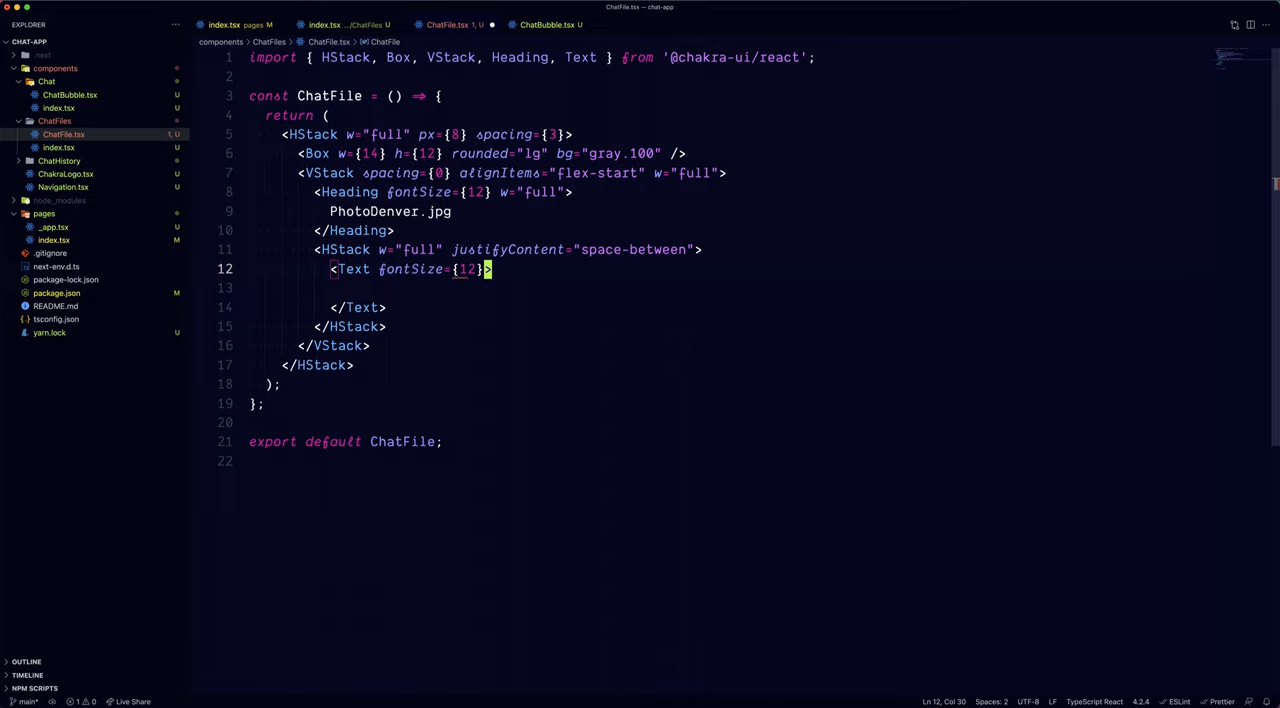 ChatFile.tsx — chat-app
EXPLORER
···
index.tsx pages M
index.tsx .../ChatFiles U
ChatFile.tsx 1, U
ChatBubble.tsx U
···
CHAT-APP
.next
components
Chat
ChatBubble.tsx U
index.tsx U
ChatFiles
ChatFile.tsx 1, U
index.tsx U
ChatHistory
ChakraLogo.tsx U
Navigation.tsx U
node_modules
pages
_app.tsx U
index.tsx M
.gitignore
next-env.d.ts
package-lock.json
package.json M
README.md
tsconfig.json
yarn.lock U
OUTLINE
TIMELINE
NPM SCRIPTS
components > ChatFiles > ChatFile.tsx > ChatFile
1 import { HStack, Box, VStack, Heading, Text } from '@chakra-ui/react';
2
3 const ChatFile = () => {
4 return (
5 <HStack w="full" px={8} spacing={3}>
6 <Box w={14} h={12} rounded="lg" bg="gray.100" />
7 <VStack spacing={0} alignItems="flex-start" w="full">
8 <Heading fontSize={12} w="full">
9 PhotoDenver.jpg
10 </Heading>
11 <HStack w="full" justifyContent="space-between">
12 <Text fontSize={12}>
13
14 </Text>
15 </HStack>
16 </VStack>
17 </HStack>
18 );
19 };
20
21 export default ChatFile;
22
main* 1 0 Live Share
Ln 12, Col 30 Spaces: 2 UTF-8 LF TypeScript React 4.2.4 ESLint Prettier